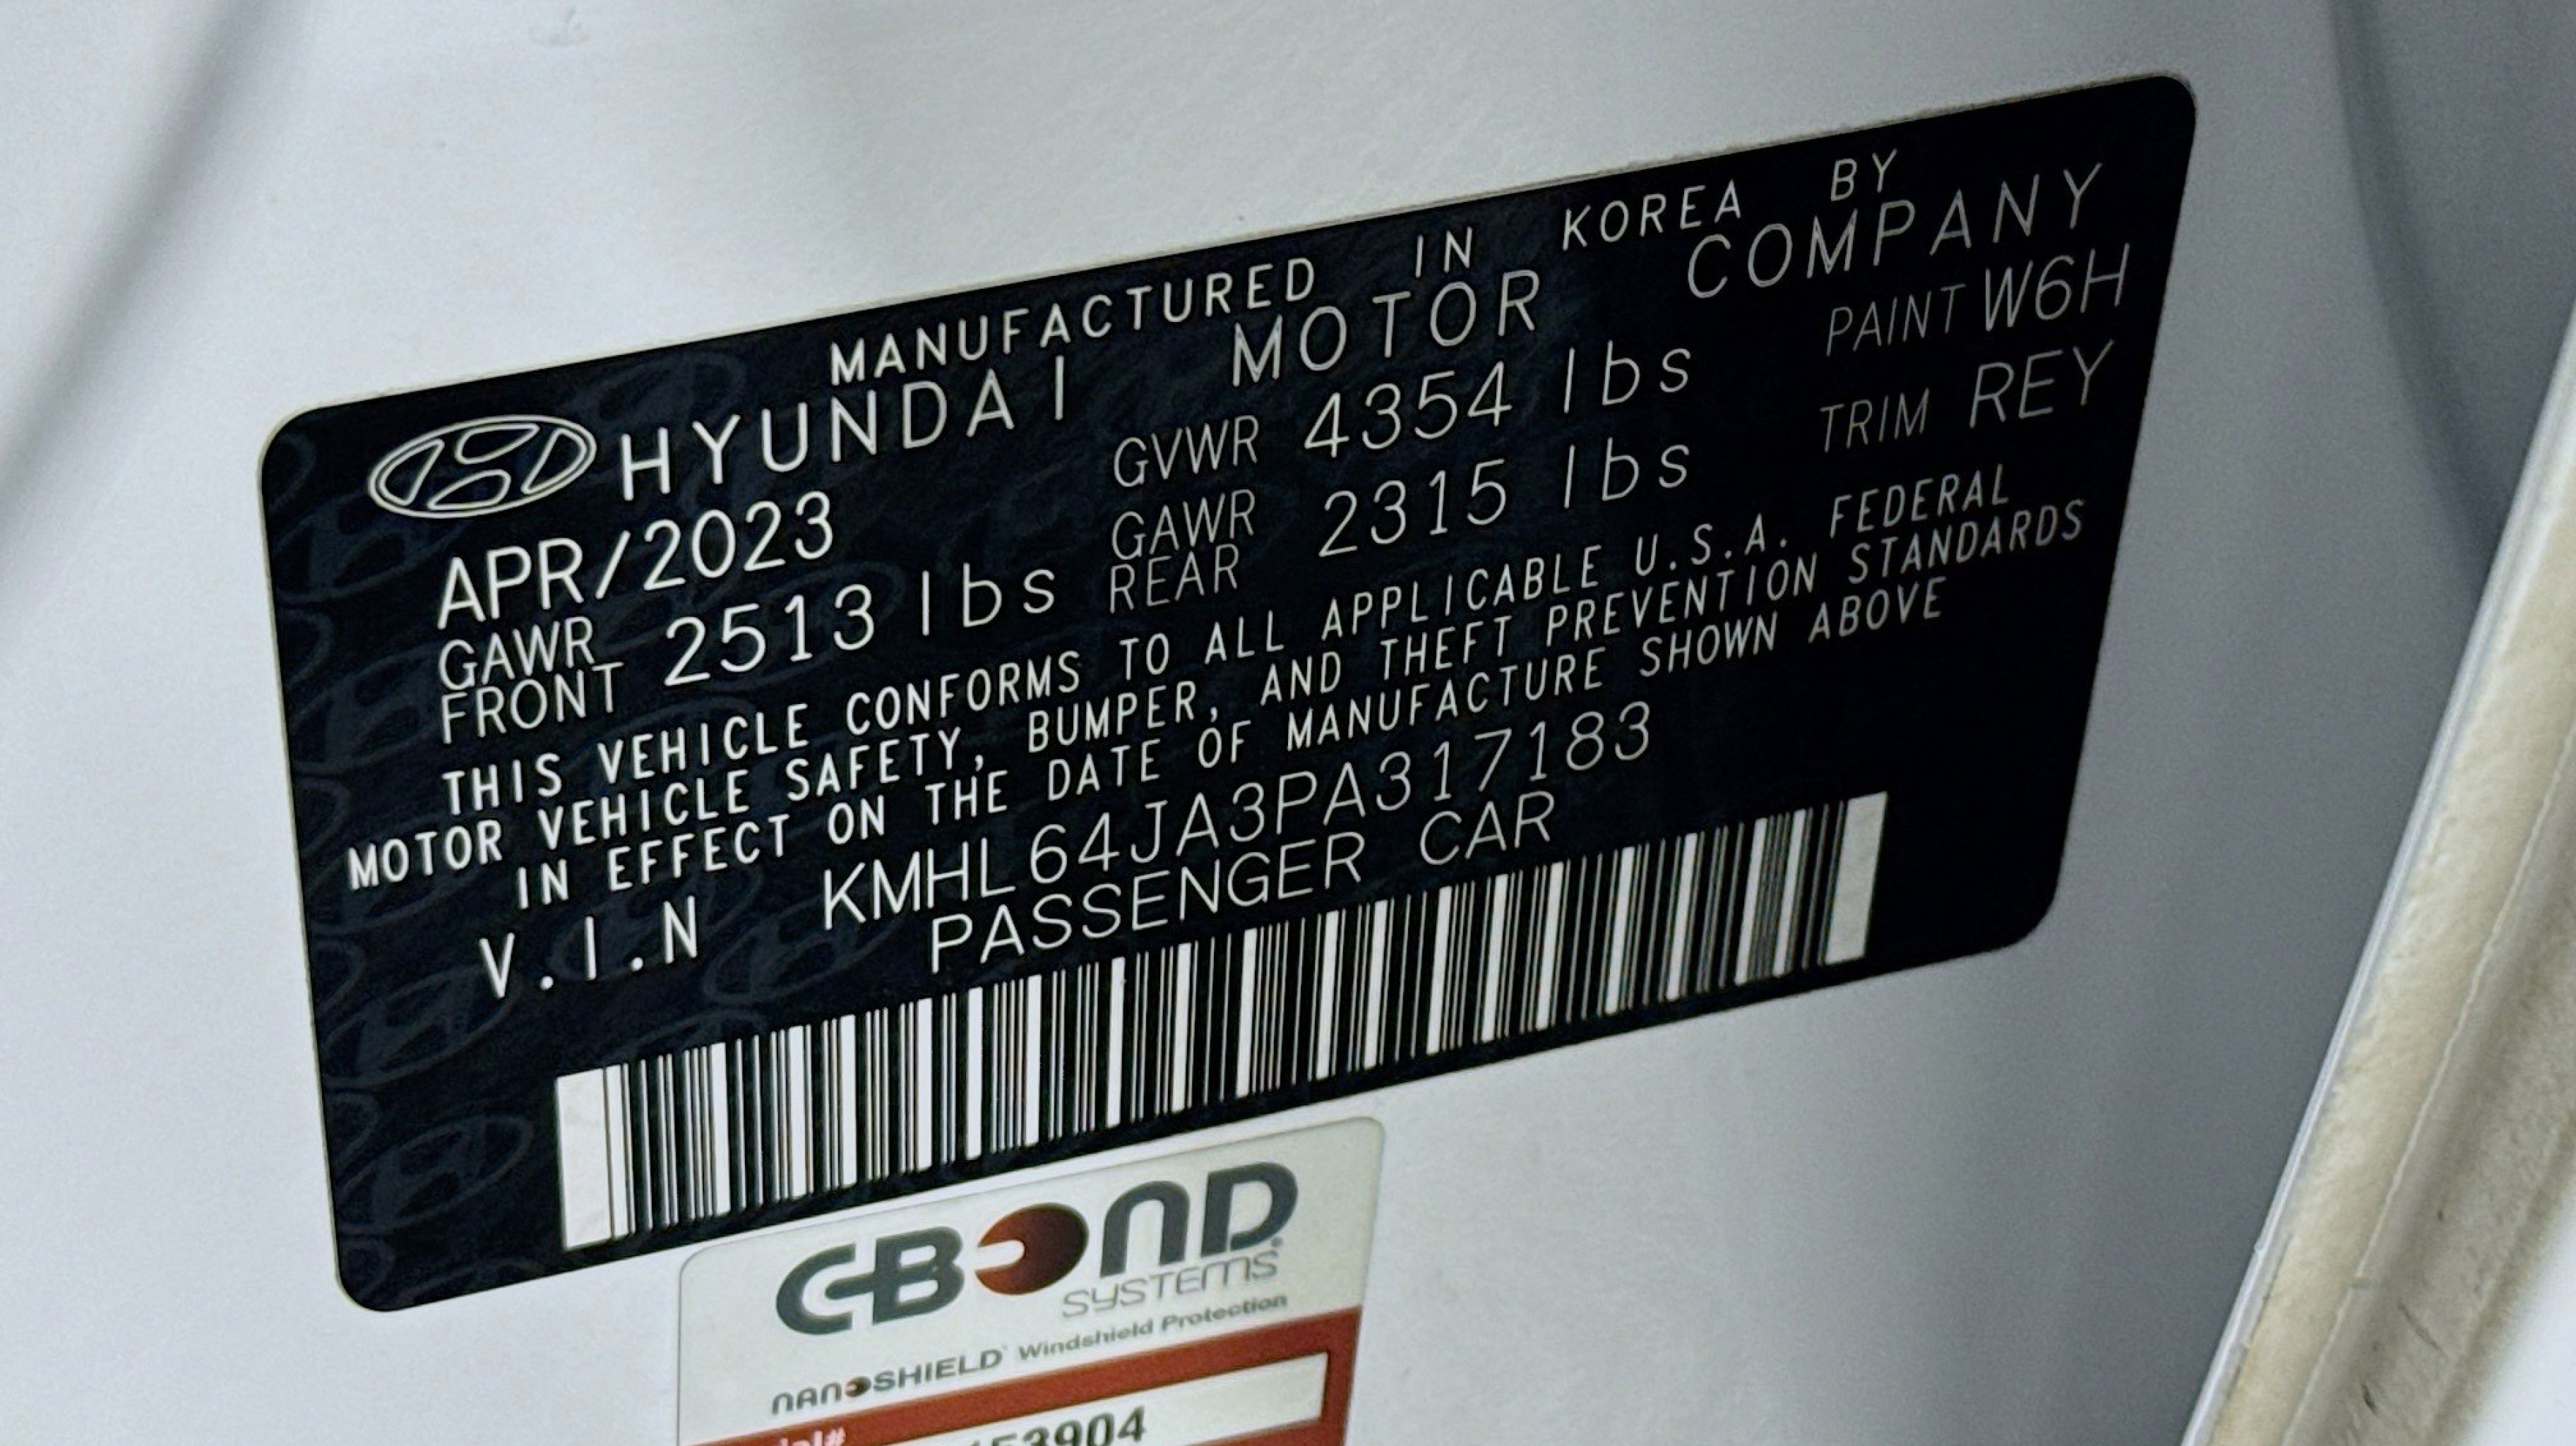 MANUFACTURED IN KOREA BY
HYUNDAI MOTOR COMPANY
APR/2023 GVWR 4354 lbs PAINT W6H
GAWR FRONT 2513 lbs GAWR REAR 2315 lbs TRIM REY
THIS VEHICLE CONFORMS TO ALL APPLICABLE U.S.A. FEDERAL
MOTOR VEHICLE SAFETY, BUMPER, AND THEFT PREVENTION STANDARDS
IN EFFECT ON THE DATE OF MANUFACTURE SHOWN ABOVE
V.I.N KMHL64JA3PA317183
PASSENGER CAR
C-BOND
SYSTEMS
NANOSHIELD Windshield Protection